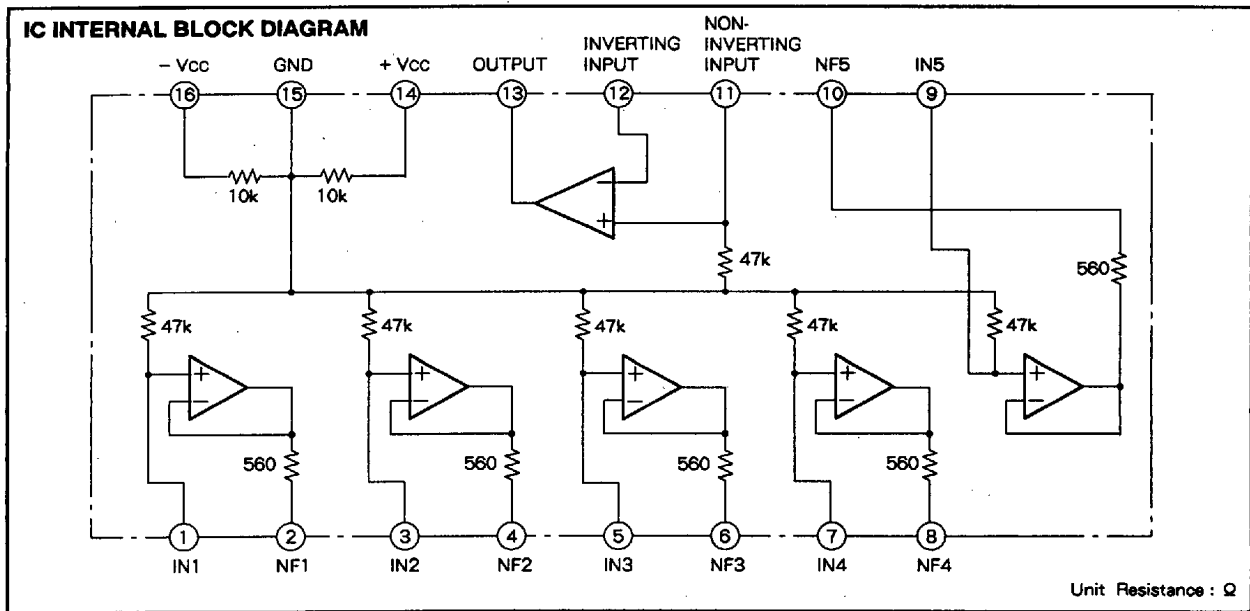 IC INTERNAL BLOCK DIAGRAM
− Vcc
GND
+ Vcc
OUTPUT
INVERTING
INPUT
NON-
INVERTING
INPUT
NF5
IN5
16
15
14
13
12
11
10
9
10k
10k
−
+
47k
560
47k
47k
47k
47k
47k
+
−
+
−
+
−
+
−
+
−
560
560
560
560
1
2
3
4
5
6
7
8
IN1
NF1
IN2
NF2
IN3
NF3
IN4
NF4
Unit Resistance : Ω